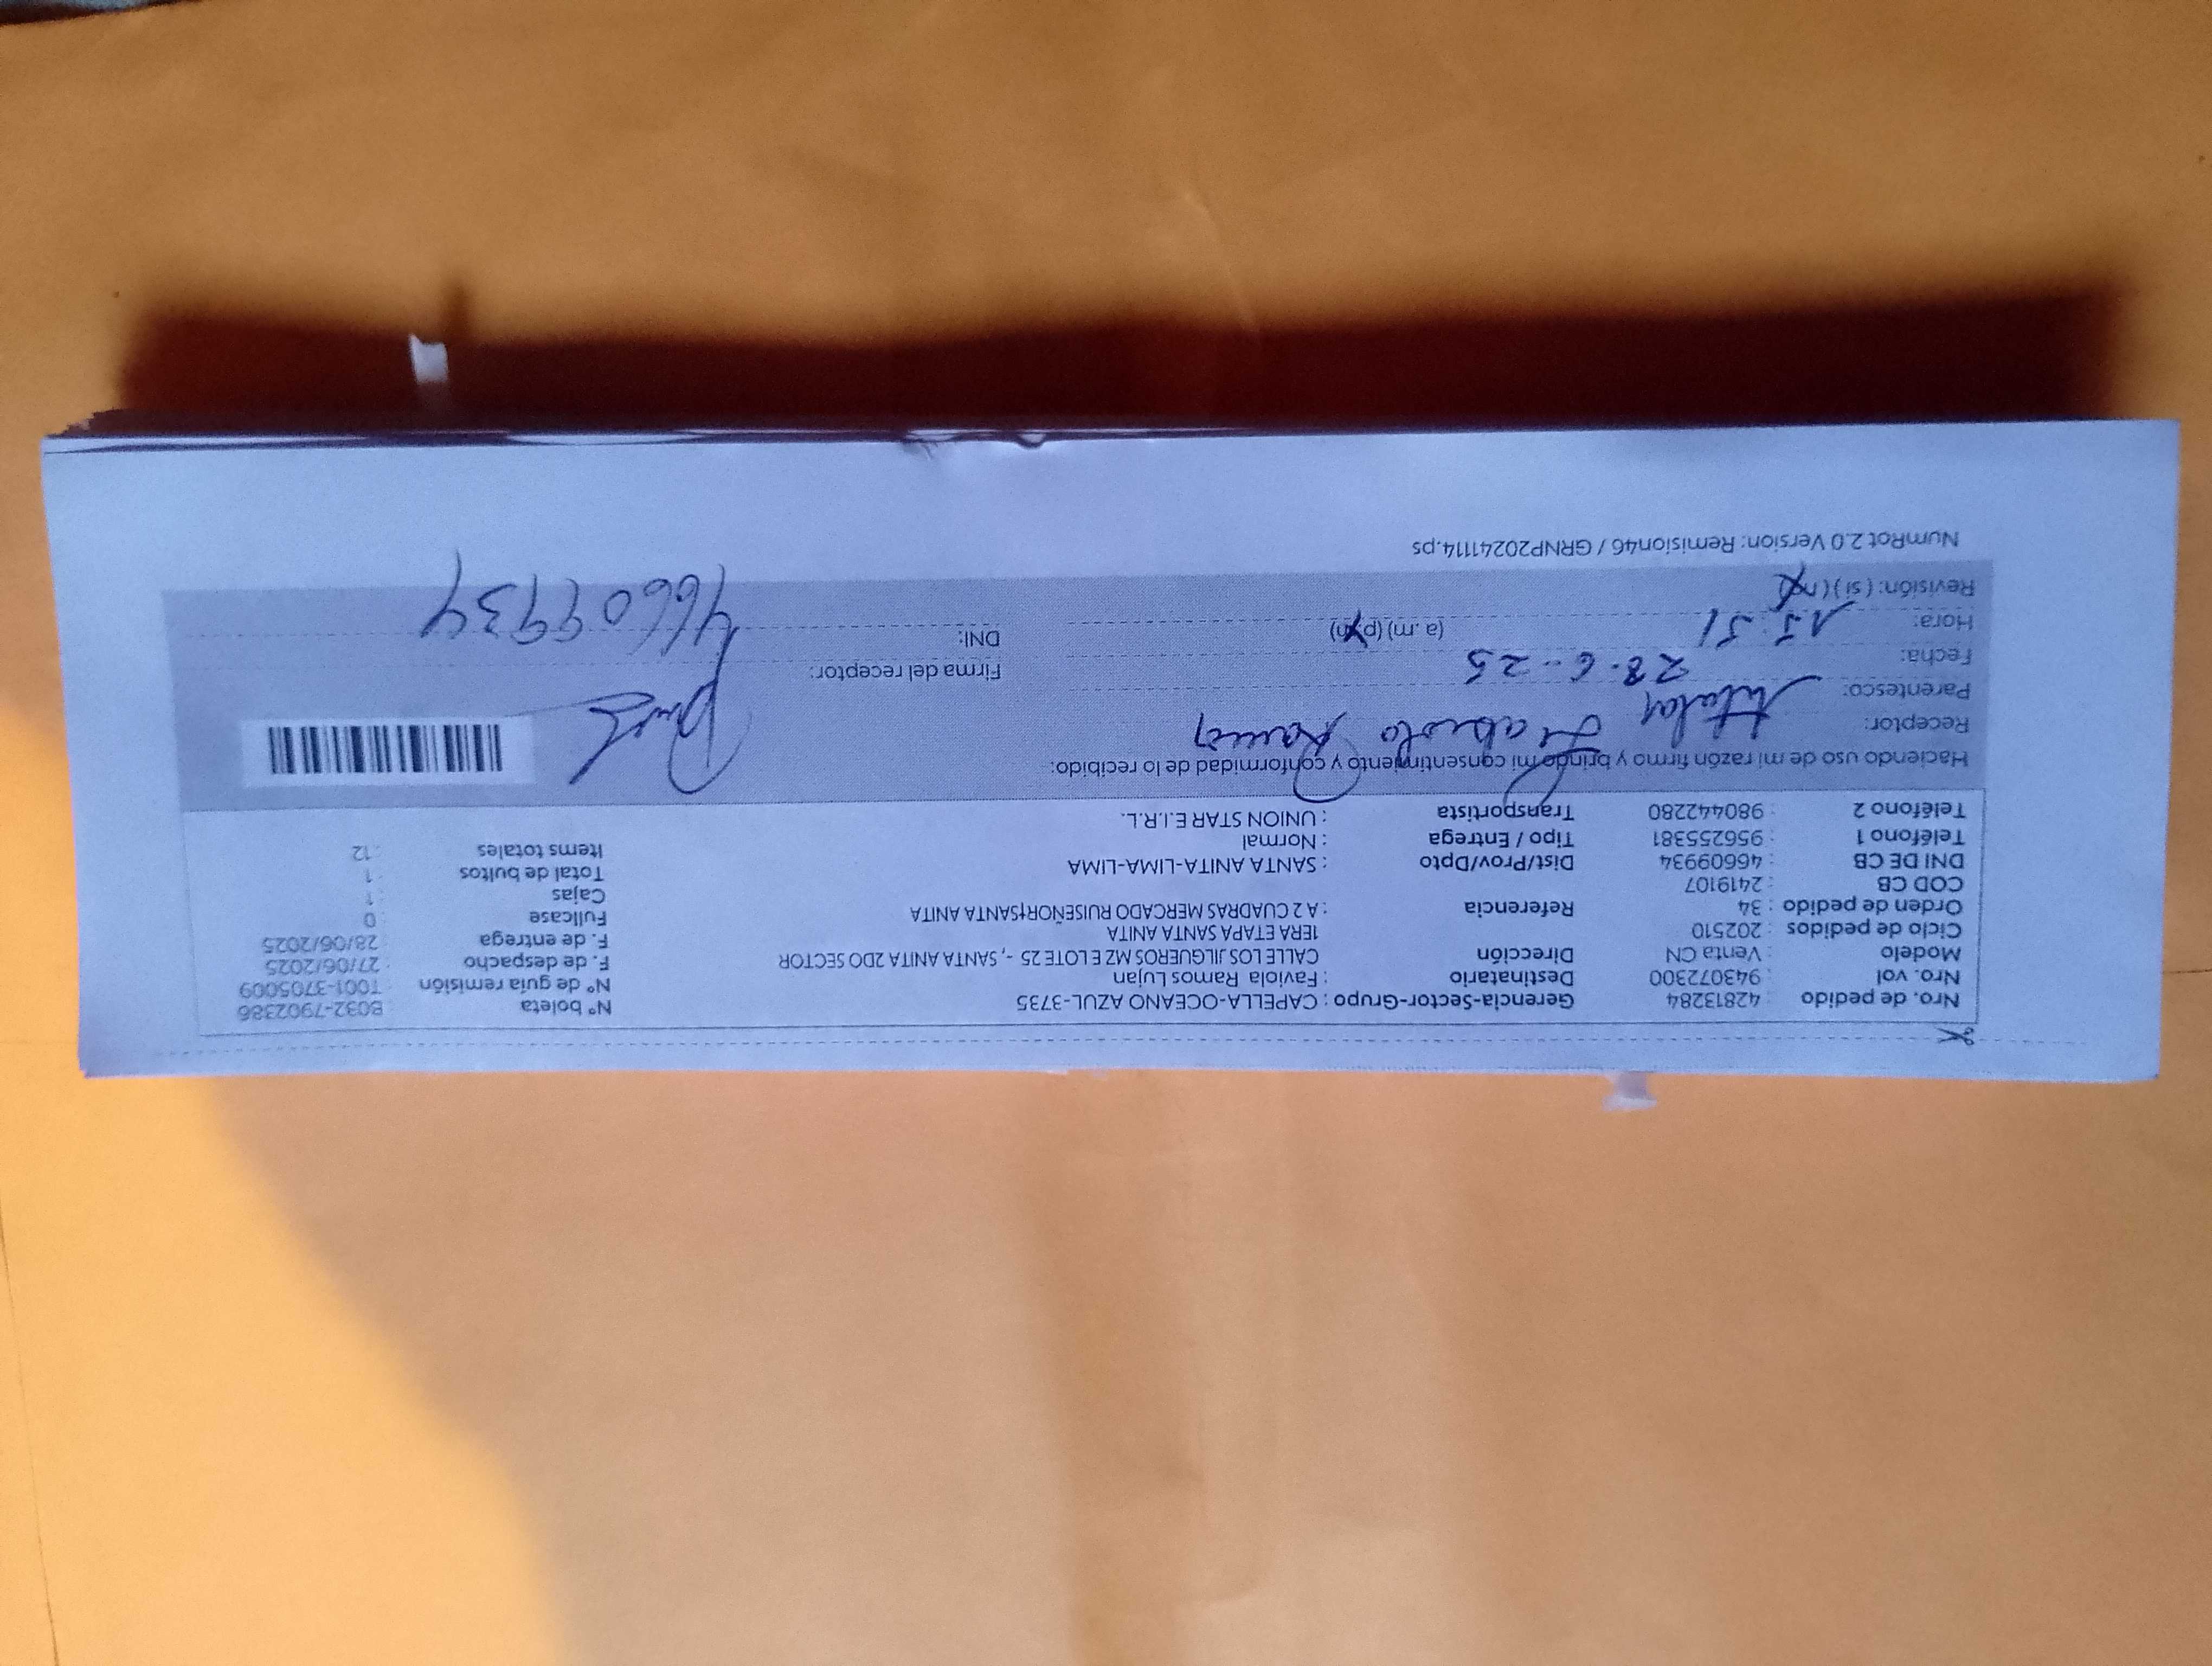 Nro. de pedido : 42813284 Gerencia-Sector-Grupo : CAPELLA-OCEANO AZUL-3735 N° boleta : B032-7902386
Nro. vol : 943072300 Destinatario : Faviola Ramos Lujan N° de guía remisión : T001-3705009
Modelo : Venta CN Dirección CALLE LOS JILGUEROS MZ E LOTE 25 -, SANTA ANITA 2DO SECTOR F. de despacho : 27/06/2025
Ciclo de pedidos : 202510 1ERA ETAPA SANTA ANITA F. de entrega : 28/06/2025
Orden de pedido : 34 Referencia : A 2 CUADRAS MERCADO RUISEÑOR†SANTA ANITA Fullcase : 0
COD CB : 2419107 Cajas : 1
DNI DE CB : 46609934 Dist/Prov/Dpto : SANTA ANITA-LIMA-LIMA Total de bultos : 1
Teléfono 1 : 956255381 Tipo / Entrega : Normal Items totales : 12
Teléfono 2 : 980442280 Transportista : UNION STAR E.I.R.L.
Haciendo uso de mi razón firmo y brindo mi consentimiento y conformidad de lo recibido:
Receptor: Ramos
Parentesco: Titular
Fecha: 28-6-25 Firma del receptor:
Hora: 15:51 (a.m) (p.m) DNI: 46609934
Revisión: (si) (no)
NumRot 2.0 Version: Remision46 / GRNP20241114.ps